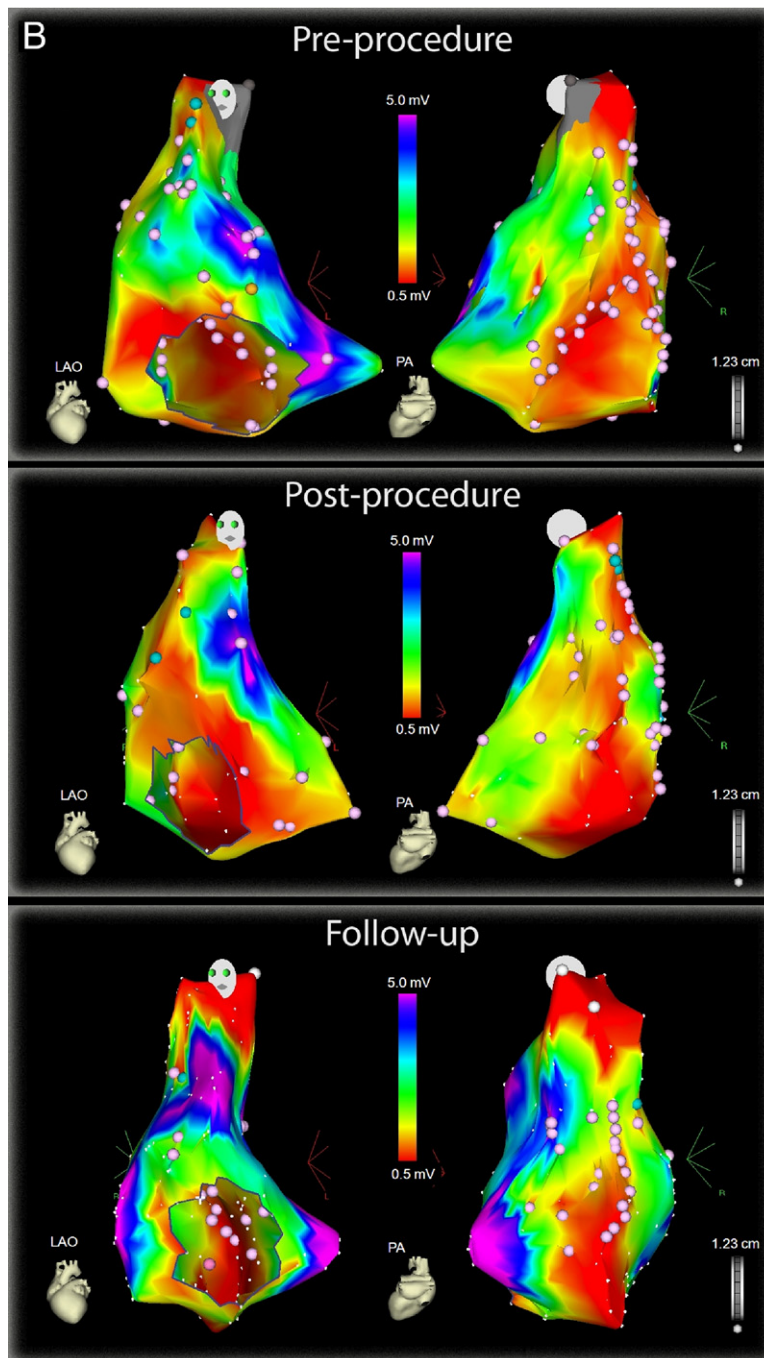 B
Pre-procedure
5.0 mV
0.5 mV
L
R
LAO
PA
1.23 cm
Post-procedure
5.0 mV
0.5 mV
R
L
R
LAO
PA
1.23 cm
Follow-up
5.0 mV
0.5 mV
R
L
R
LAO
PA
1.23 cm